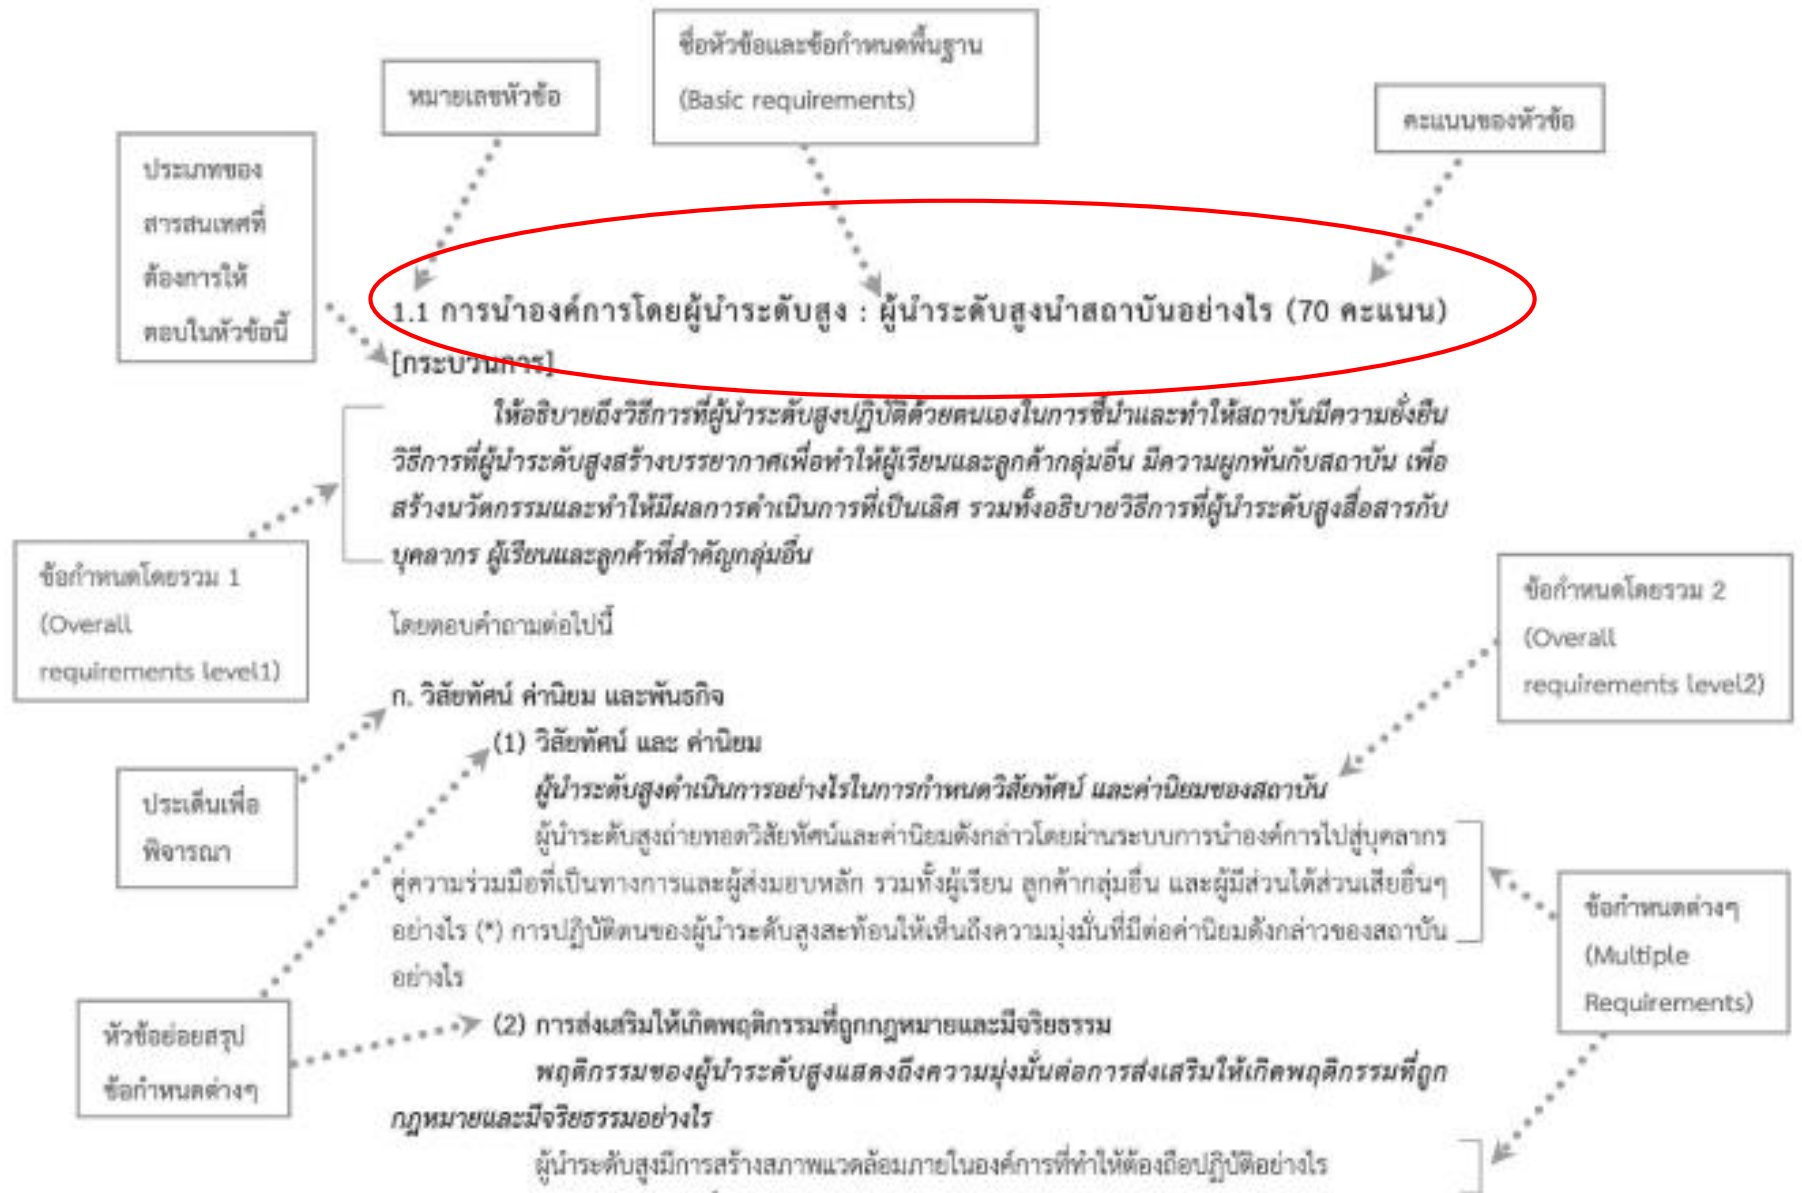 ชื่อหัวข้อและข้อกำหนดพื้นฐาน
(Basic requirements)
หมายเลขหัวข้อ
คะแนนของหัวข้อ
ประเภทของ
สารสนเทศที่
ต้องการให้
ตอบในหัวข้อนี้
1.1 การนำองค์การโดยผู้นำระดับสูง : ผู้นำระดับสูงนำสถาบันอย่างไร (70 คะแนน)
[กระบวนการ]
ให้อธิบายถึงวิธีการที่ผู้นำระดับสูงปฏิบัติด้วยตนเองในการชี้นำและทำให้สถาบันมีความยั่งยืน
วิธีการที่ผู้นำระดับสูงสร้างบรรยากาศเพื่อทำให้ผู้เรียนและลูกค้ากลุ่มอื่น มีความผูกพันกับสถาบัน เพื่อ
สร้างนวัตกรรมและทำให้มีผลการดำเนินการที่เป็นเลิศ รวมทั้งอธิบายวิธีการที่ผู้นำระดับสูงสื่อสารกับ
บุคลากร ผู้เรียนและลูกค้าที่สำคัญกลุ่มอื่น
ข้อกำหนดโดยรวม 1
(Overall
requirements level1)
โดยตอบคำถามต่อไปนี้
ข้อกำหนดโดยรวม 2
(Overall
requirements level2)
ก. วิสัยทัศน์ ค่านิยม และพันธกิจ
(1) วิสัยทัศน์ และ ค่านิยม
ผู้นำระดับสูงดำเนินการอย่างไรในการกำหนดวิสัยทัศน์ และค่านิยมของสถาบัน
ประเด็นเพื่อ
พิจารณา
ผู้นำระดับสูงถ่ายทอดวิสัยทัศน์และค่านิยมดังกล่าวโดยผ่านระบบการนำองค์การไปสู่บุคลากร
คู่ความร่วมมือที่เป็นทางการและผู้ส่งมอบหลัก รวมทั้งผู้เรียน ลูกค้ากลุ่มอื่น และผู้มีส่วนได้ส่วนเสียอื่นๆ
อย่างไร (*) การปฏิบัติตนของผู้นำระดับสูงสะท้อนให้เห็นถึงความมุ่งมั่นที่มีต่อค่านิยมดังกล่าวของสถาบัน
อย่างไร
ข้อกำหนดต่างๆ
(Multiple
Requirements)
หัวข้อย่อยสรุป
ข้อกำหนดต่างๆ
(2) การส่งเสริมให้เกิดพฤติกรรมที่ถูกกฎหมายและมีจริยธรรม
พฤติกรรมของผู้นำระดับสูงแสดงถึงความมุ่งมั่นต่อการส่งเสริมให้เกิดพฤติกรรมที่ถูก
กฎหมายและมีจริยธรรมอย่างไร
ผู้นำระดับสูงมีการสร้างสภาพแวดล้อมภายในองค์การที่ทำให้ต้องถือปฏิบัติอย่างไร